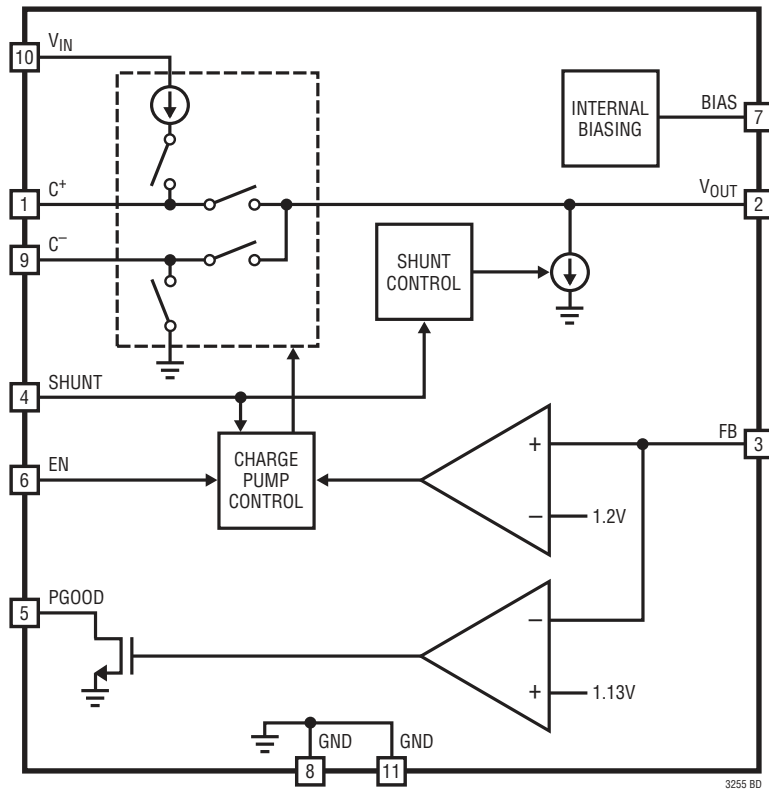 10
VIN
INTERNAL
BIASING
BIAS
7
1
C+
VOUT
2
9
C–
SHUNT
CONTROL
4
SHUNT
FB
3
6
EN
CHARGE
PUMP
CONTROL
+
–
1.2V
5
PGOOD
–
+
1.13V
GND
GND
8
11
3255 BD